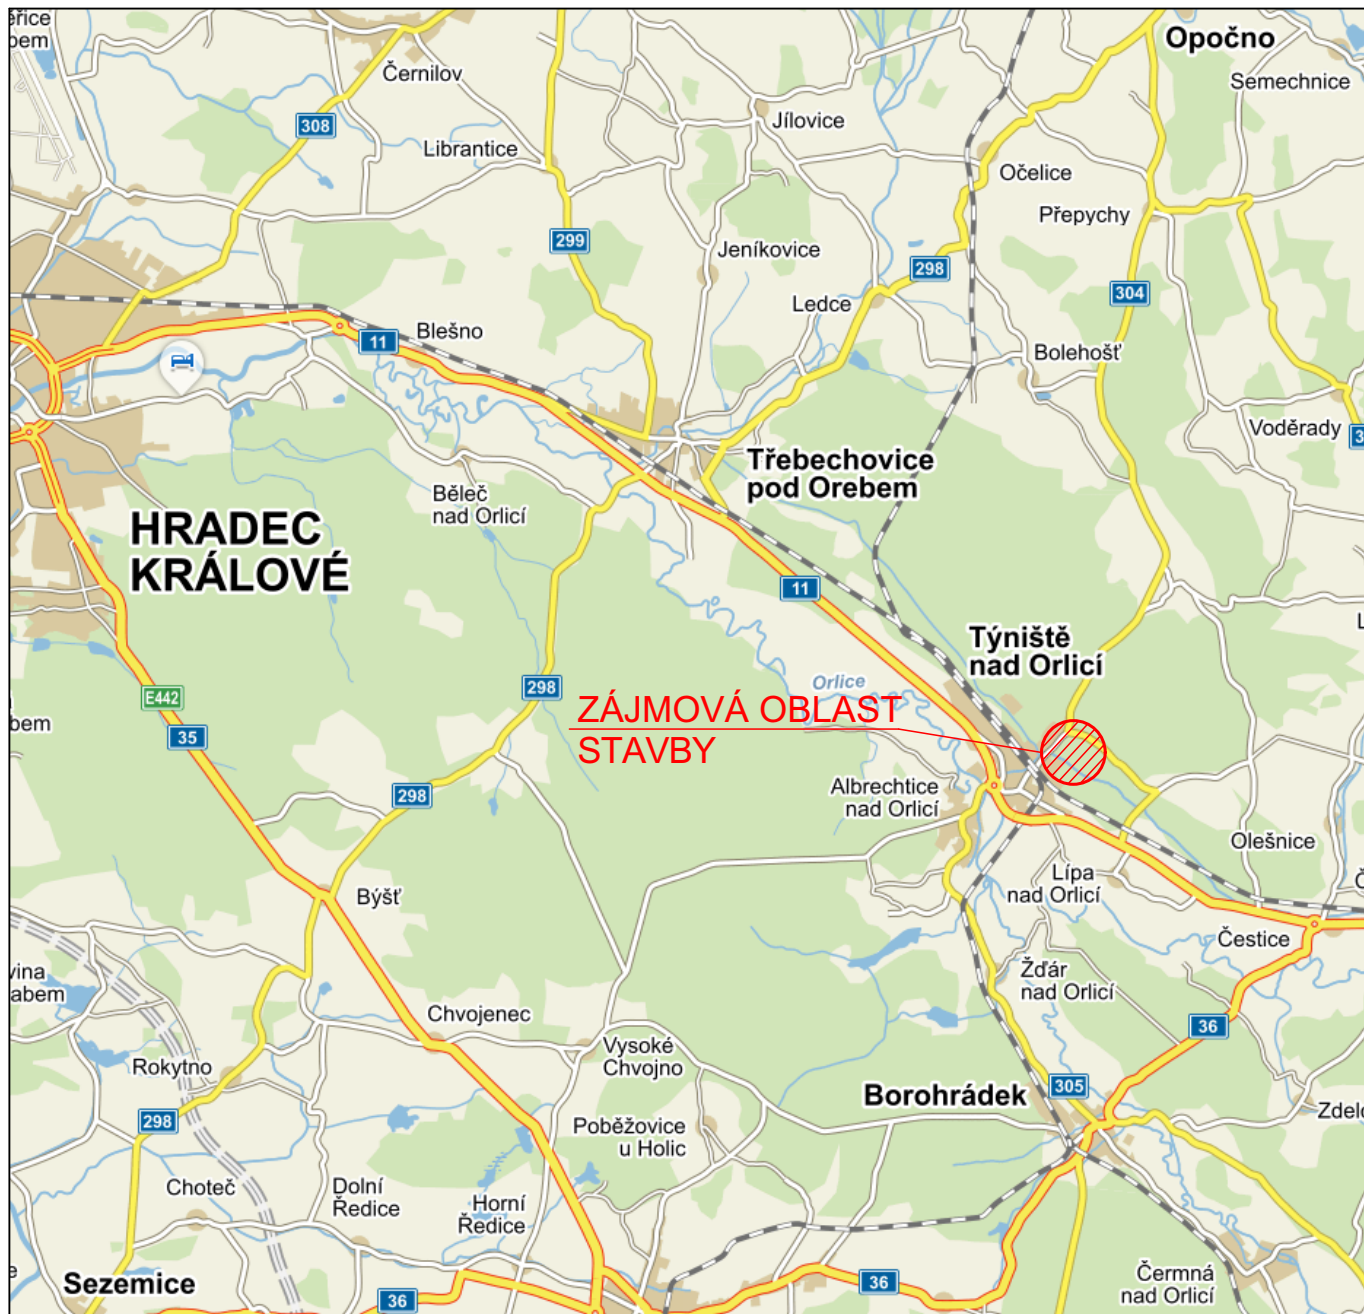 Opočno
Semechnice
Černilov
Jílovice
308
Librantice
Očelice
Přepychy
299
Jeníkovice
298
304
Ledce
Blešno
11
Bolehošť
Voděrady
Třebechovice
pod Orebem
Běleč
nad Orlicí
HRADEC
KRÁLOVÉ
11
Týniště
nad Orlicí
Orlice
298
E442
ZÁJMOVÁ OBLAST
STAVBY
35
Albrechtice
nad Orlicí
298
Olešnice
Lípa
nad Orlicí
Býšť
Čestice
Žďár
nad Orlicí
Chvojenec
36
Vysoké
Chvojno
Rokytno
305
Borohrádek
298
Poběžovice
u Holic
Choteč
Dolní
Ředice
Horní
Ředice
Sezemice
36
36
Čermná
nad Orlicí